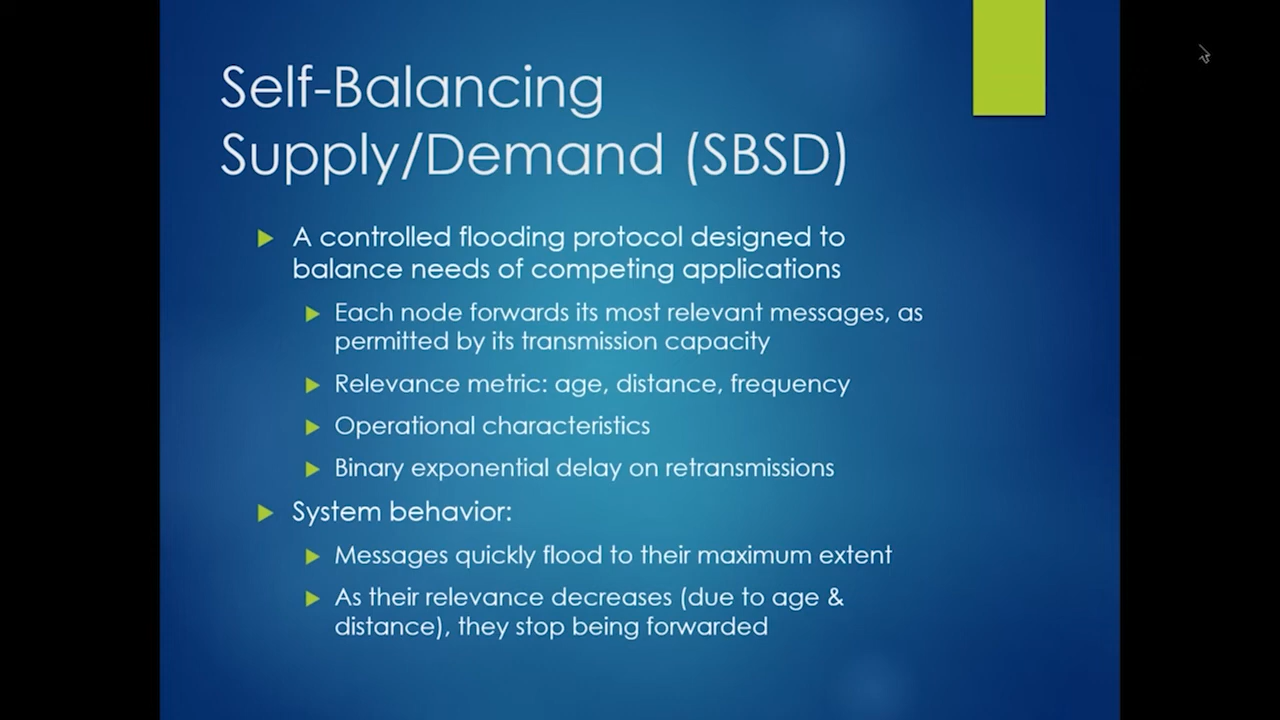 Self-Balancing
Supply/Demand (SBSD)
A controlled flooding protocol designed to
balance needs of competing applications
Each node forwards its most relevant messages, as
permitted by its transmission capacity
Relevance metric: age, distance, frequency
Operational characteristics
Binary exponential delay on retransmissions
System behavior:
Messages quickly flood to their maximum extent
As their relevance decreases (due to age &
distance), they stop being forwarded